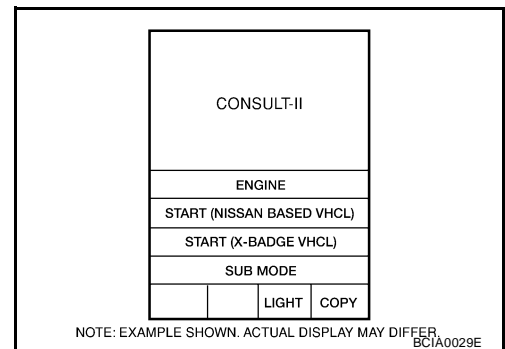 CONSULT-II
ENGINE
START (NISSAN BASED VHCL)
START (X-BADGE VHCL)
SUB MODE
LIGHT COPY
NOTE: EXAMPLE SHOWN. ACTUAL DISPLAY MAY DIFFER.
BCIA0029E